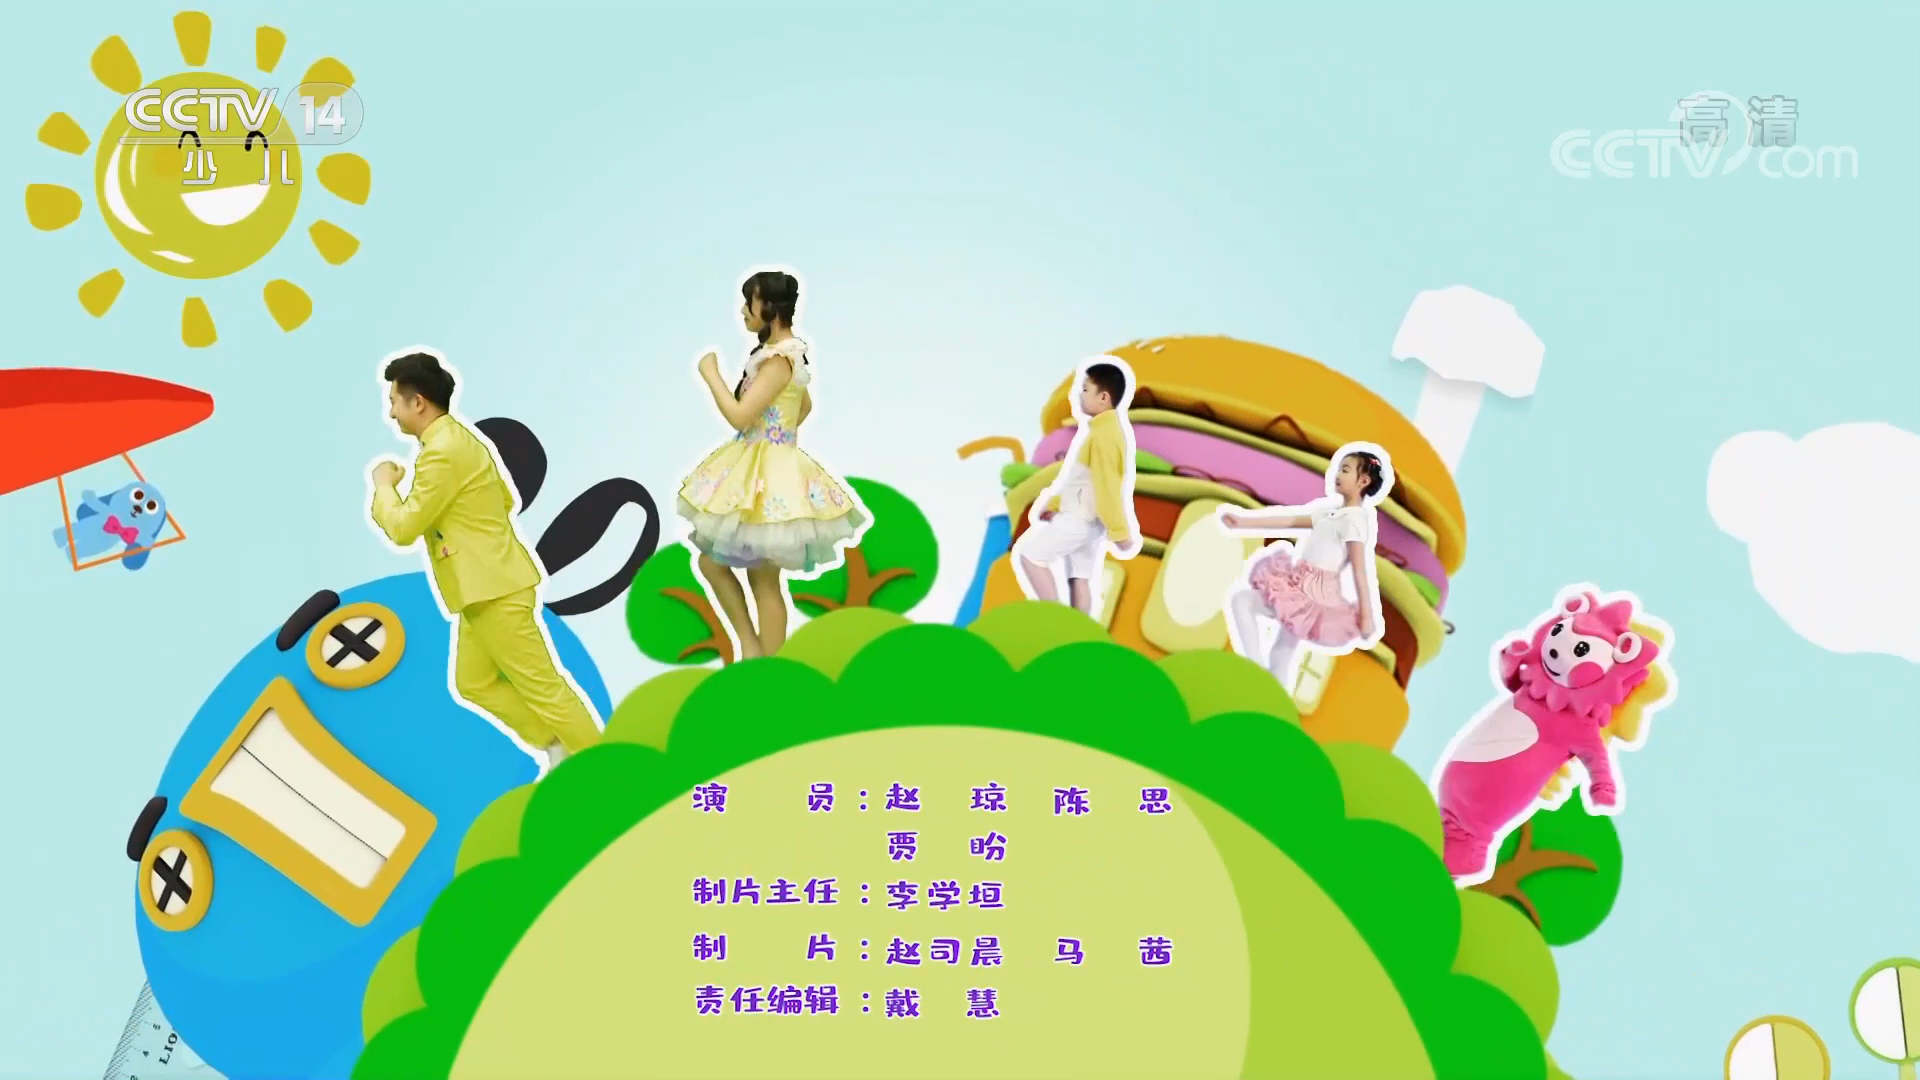 CCTV 14
少儿
高清
CCTV.com
演 员：赵 琼 陈 思
贾 盼
制片主任：李学垣
制 片：赵司晨 马 茜
责任编辑：戴 慧
LIO